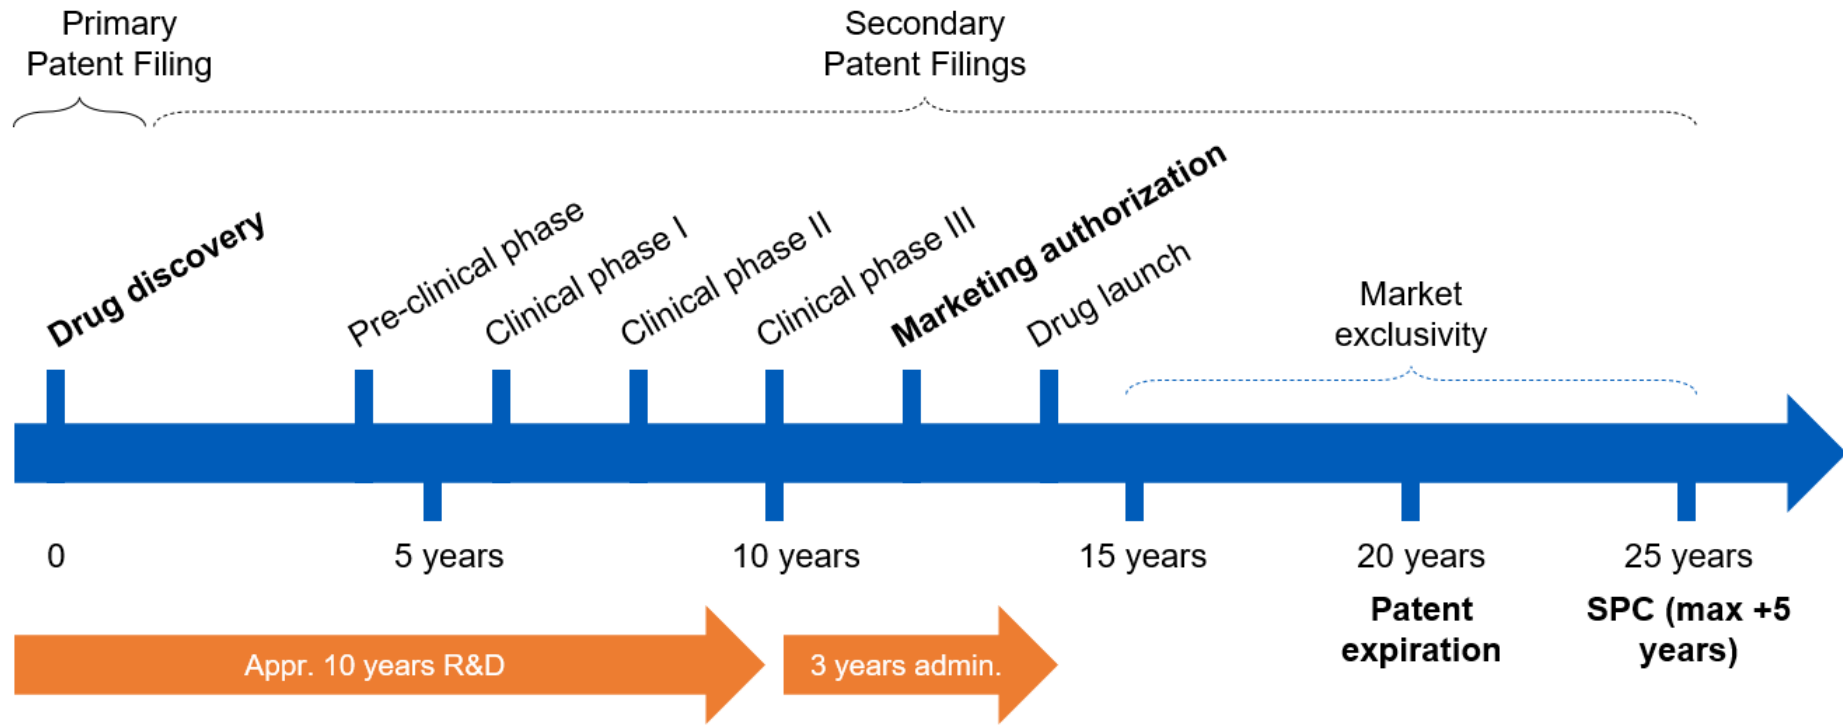 Primary
Patent Filing
Secondary
Patent Filings
Drug discovery
Pre-clinical phase
Clinical phase I
Clinical phase II
Clinical phase III
Marketing authorization
Drug launch
Market
exclusivity
0
5 years
10 years
15 years
20 years
25 years
Patent
expiration
SPC (max +5
years)
Appr. 10 years R&D
3 years admin.